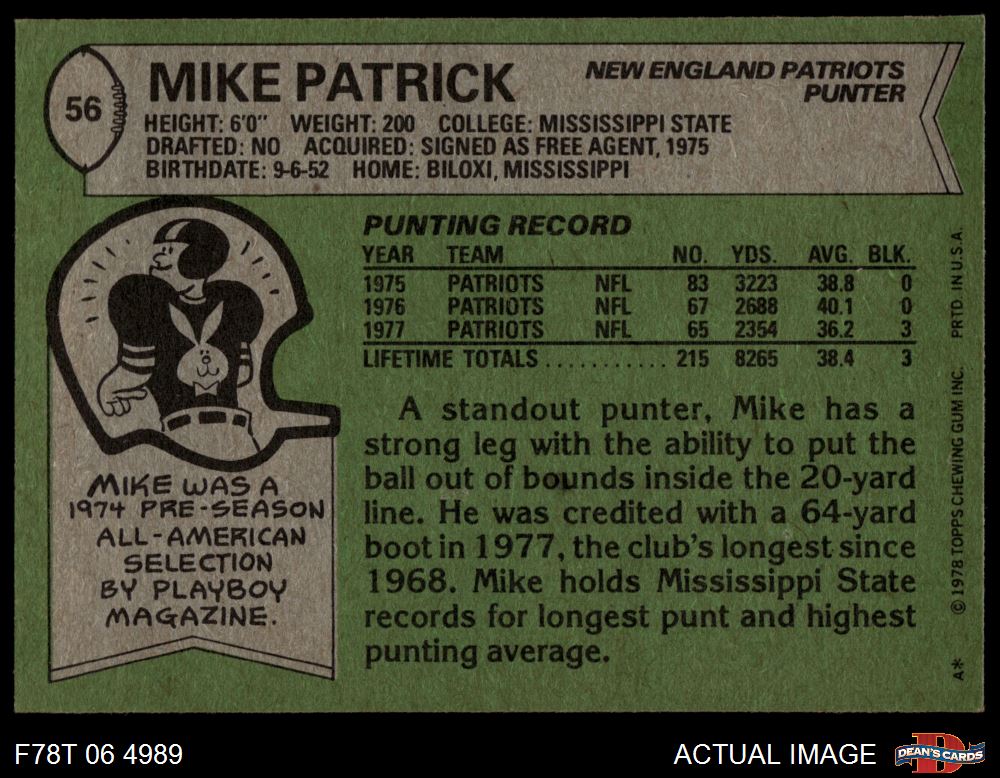 56
MIKE PATRICK
NEW ENGLAND PATRIOTS
PUNTER
HEIGHT: 6'0" WEIGHT: 200 COLLEGE: MISSISSIPPI STATE
DRAFTED: NO ACQUIRED: SIGNED AS FREE AGENT, 1975
BIRTHDATE: 9-6-52 HOME: BILOXI, MISSISSIPPI
PUNTING RECORD
YEAR TEAM NO. YDS. AVG. BLK.
1975 PATRIOTS NFL 83 3223 38.8 0
1976 PATRIOTS NFL 67 2688 40.1 0
1977 PATRIOTS NFL 65 2354 36.2 3
LIFETIME TOTALS ........... 215 8265 38.4 3
A standout punter, Mike has a
strong leg with the ability to put the
ball out of bounds inside the 20-yard
line. He was credited with a 64-yard
boot in 1977, the club's longest since
1968. Mike holds Mississippi State
records for longest punt and highest
punting average.
MIKE WAS A
1974 PRE-SEASON
ALL-AMERICAN
SELECTION
BY PLAYBOY
MAGAZINE.
A* © 1978 TOPPS CHEWING GUM INC. PRTD. IN U.S.A.
F78T 06 4989
ACTUAL IMAGE
D
DEAN'S CARDS